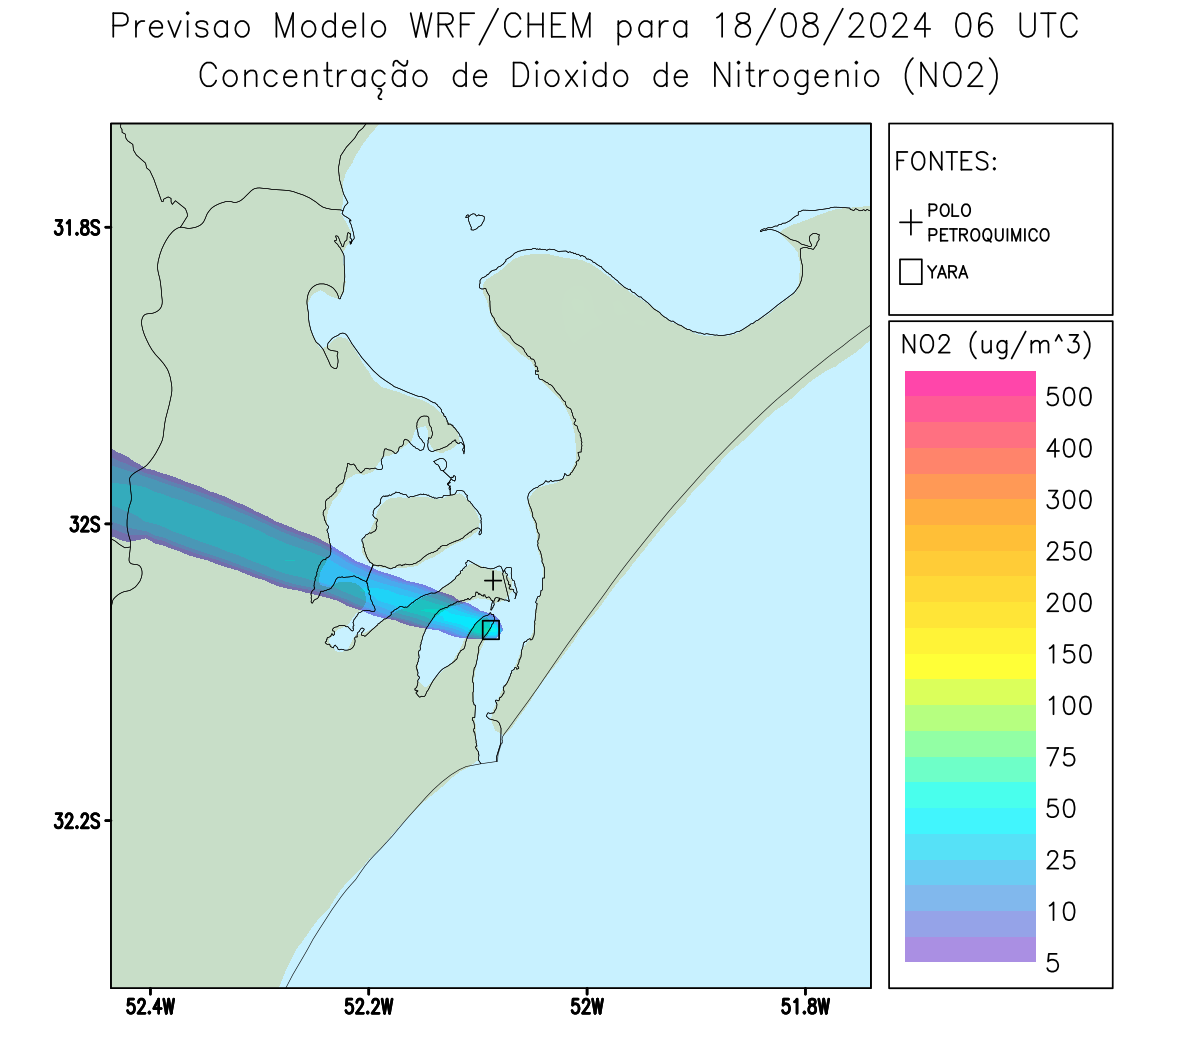 Previsao Modelo WRF/CHEM para 18/08/2024 06 UTC
Concentração de Dioxido de Nitrogenio (NO2)
FONTES:
POLO
PETROQUIMICO
YARA
31.8S
32S
32.2S
52.4W
52.2W
52W
51.8W
NO2 (ug/m^3)
500
400
300
250
200
150
100
75
50
25
10
5